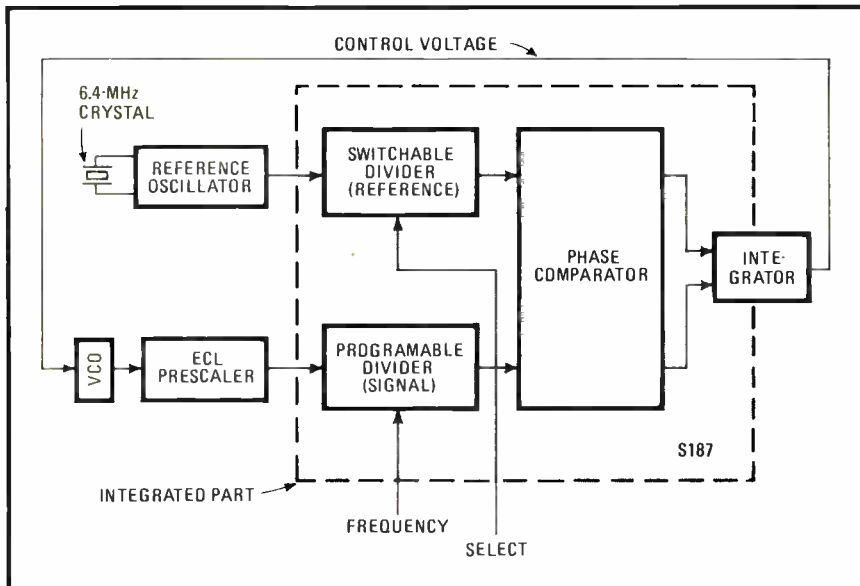 CONTROL VOLTAGE
6.4-MHz
CRYSTAL
REFERENCE
OSCILLATOR
SWITCHABLE
DIVIDER
(REFERENCE)
PHASE
COMPARATOR
INTE-
GRATOR
VCO
ECL
PRESCALER
PROGRAMABLE
DIVIDER
(SIGNAL)
S187
INTEGRATED PART
FREQUENCY
SELECT